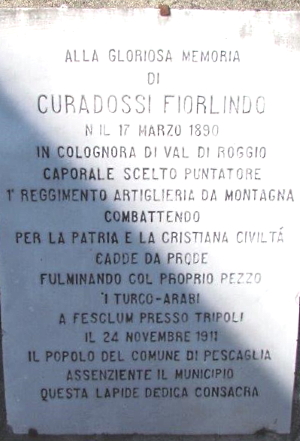 ALLA GLORIOSA MEMORIA
DI
CURADOSSI FIORLINDO
N IL 17 MARZO 1890
IN COLOGNORA DI VAL DI ROGGIO
CAPORALE SCELTO PUNTATORE
1° REGGIMENTO ARTIGLIERIA DA MONTAGNA
COMBATTENDO
PER LA PATRIA E LA CRISTIANA CIVILTÁ
CADDE DA PRODE
FULMINANDO COL PROPRIO PEZZO
I TURCO-ARABI
A FESCLUM PRESSO TRIPOLI
IL 24 NOVEMBRE 1911
IL POPOLO DEL COMUNE DI PESCAGLIA
ASSENZIENTE IL MUNICIPIO
QUESTA LAPIDE DEDICA CONSACRA